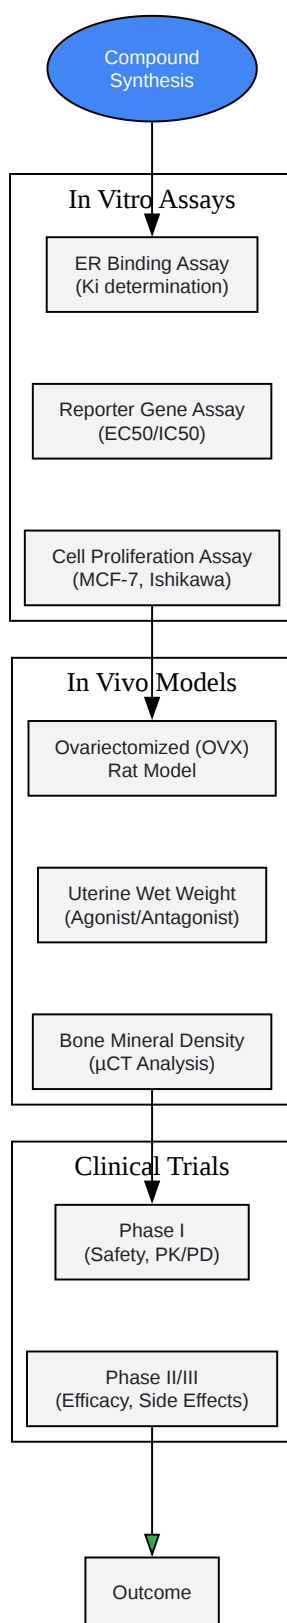 Compound
Synthesis
In Vitro Assays
ER Binding Assay
(Ki determination)
Reporter Gene Assay
(EC50/IC50)
Cell Proliferation Assay
(MCF-7, Ishikawa)
In Vivo Models
Ovariectomized (OVX)
Rat Model
Uterine Wet Weight
(Agonist/Antagonist)
Bone Mineral Density
(µCT Analysis)
Clinical Trials
Phase I
(Safety, PK/PD)
Phase II/III
(Efficacy, Side Effects)
Outcome